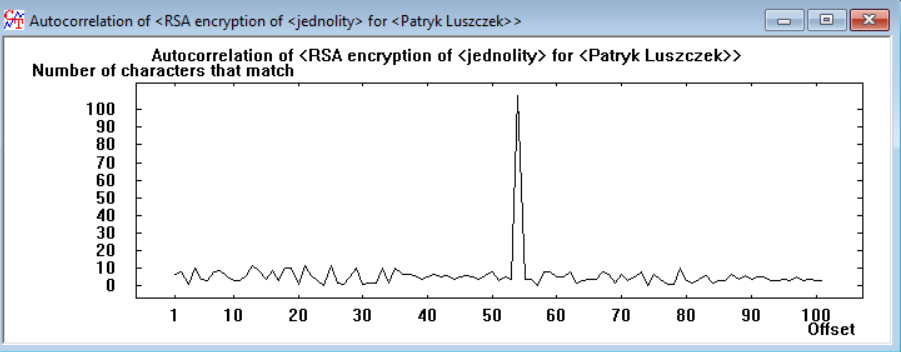 Autocorrelation of <RSA encryption of <jednolity> for <Patryk Luszczek>>
Autocorrelation of <RSA encryption of <jednolity> for <Patryk Luszczek>>
Number of characters that match
100
90
80
70
60
50
40
30
20
10
0
1 10 20 30 40 50 60 70 80 90 100
Offset